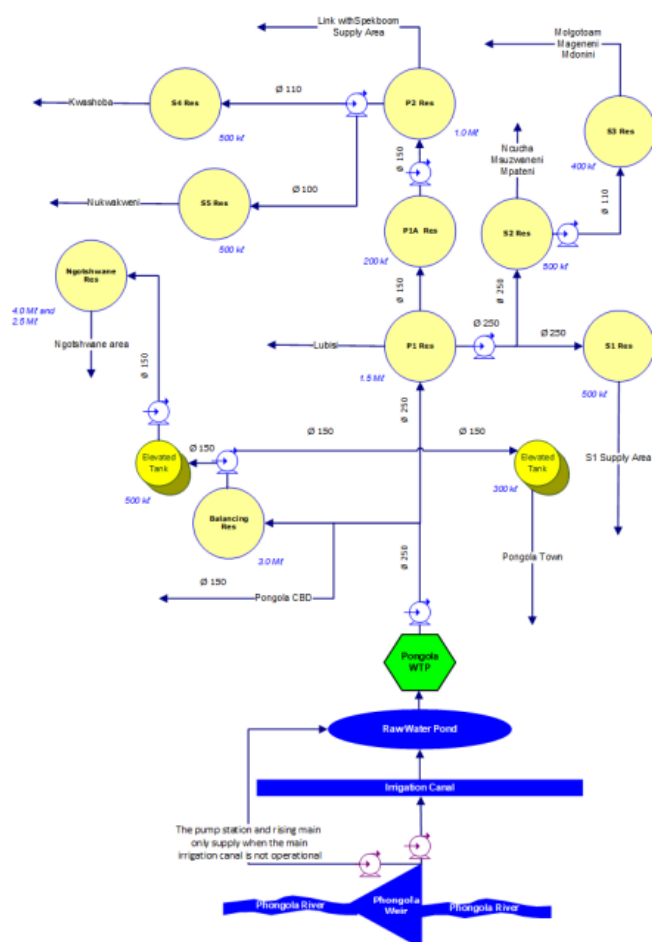 Link withSpekboom
Supply Area
Molgotoam
Mageneni
Mdonini
Kwashoba
S4 Res
Ø 110
P2 Res
500 kℓ
1.0 Mℓ
S3 Res
400 kℓ
Ncucha
Msuzwaneni
Mpateni
Ø 150
Ø 100
Nukwakweni
S5 Res
500 kℓ
P1A Res
200 kℓ
S2 Res
500 kℓ
Ø 110
Ngotshwane
Res
4.0 Mℓ and
2.5 Mℓ
Ngotshwane area
Ø 150
Ø 150
Ø 250
Lubisi
P1 Res
1.5 Mℓ
Ø 250
Ø 250
S1 Res
500 kℓ
Ø 250
Ø 150
Ø 150
Ø 150
Elevated
Tank
500 kℓ
Elevated
Tank
300 kℓ
S1 Supply Area
Balancing
Res
3.0 Mℓ
Ø 250
Pongola Town
Ø 150
Pongola CBD
Pongola
WTP
Raw Water Pond
Irrigation Canal
The pump station and rising main
only supply when the main
irrigation canal is not operational
Phongola River
Phongola
Weir
Phongola River